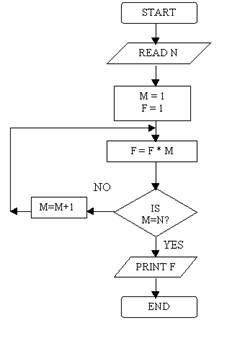 START
READ N
M = 1
F = 1
F = F * M
NO
IS
M=N?
M=M+1
YES
PRINT F
END